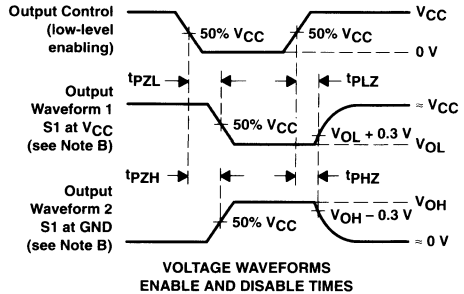 Output Control
(low-level
enabling)
50% VCC
50% VCC
VCC
0 V
tPZL
tPLZ
Output
Waveform 1
S1 at VCC
(see Note B)
50% VCC
≈ VCC
VOL + 0.3 V
VOL
tPZH
tPHZ
Output
Waveform 2
S1 at GND
(see Note B)
50% VCC
VOH
VOH − 0.3 V
≈ 0 V
VOLTAGE WAVEFORMS
ENABLE AND DISABLE TIMES